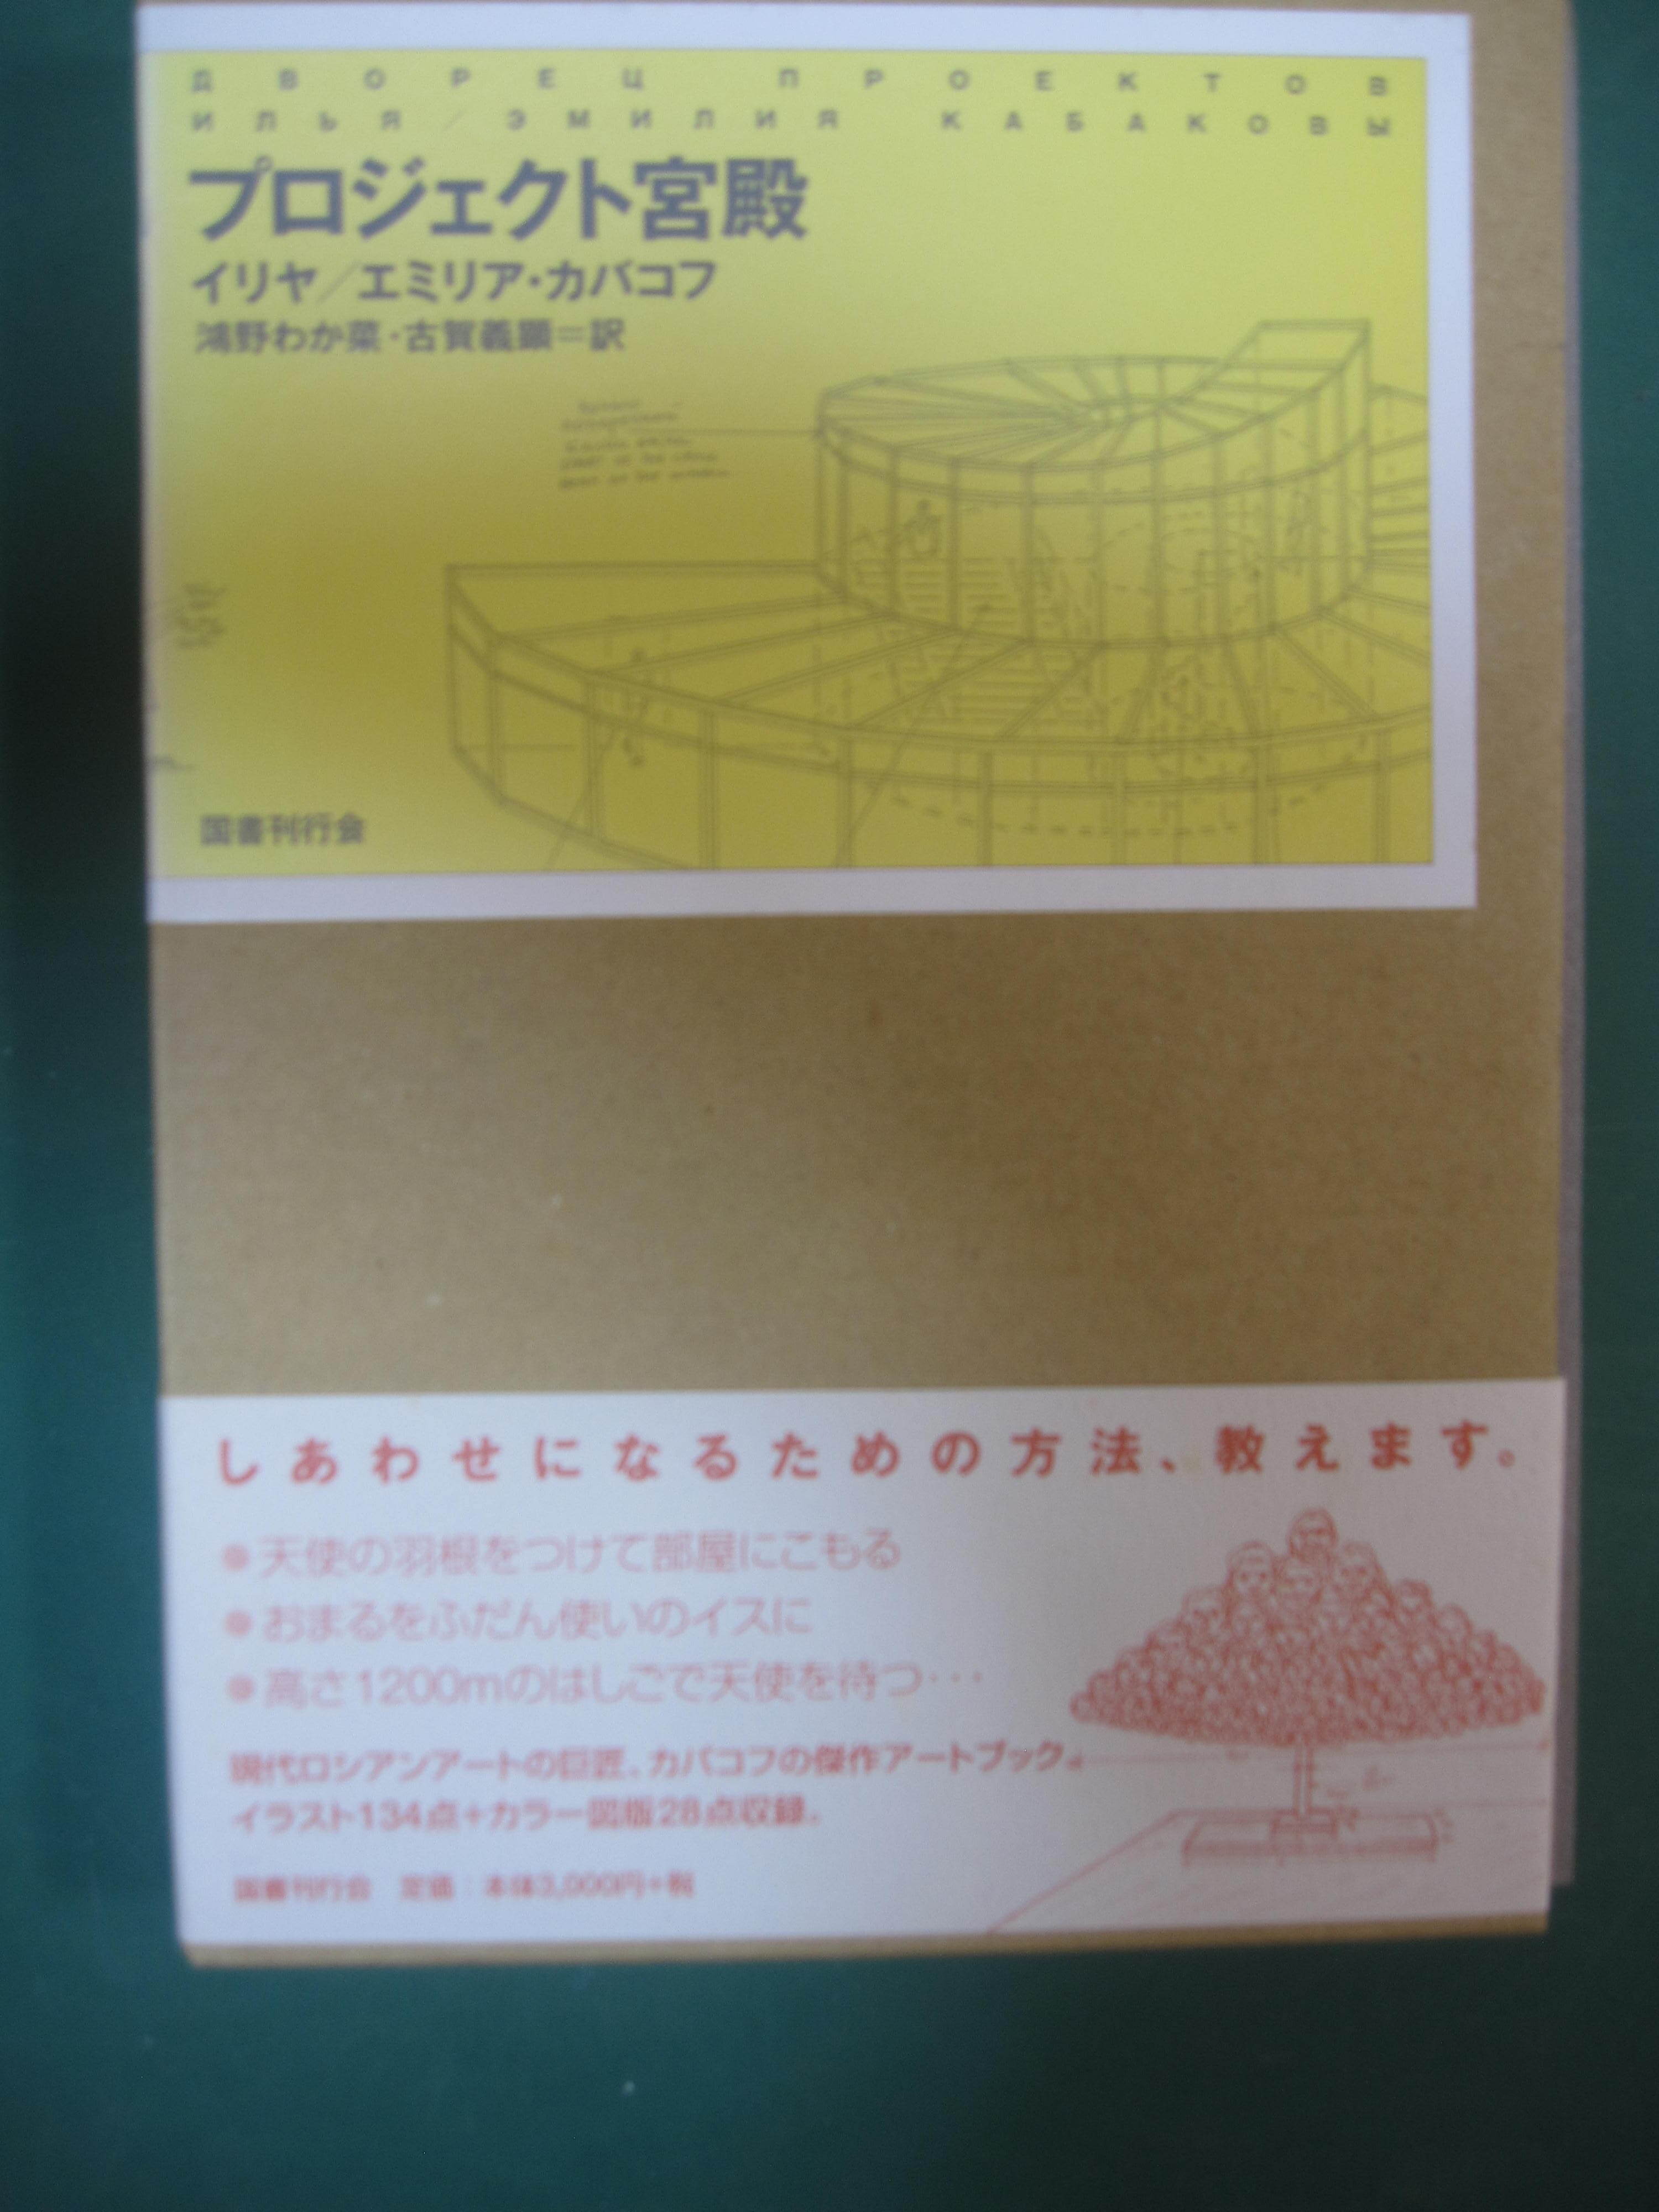 ДВОРЕЦ ПРОЕКТОВ
ИЛЬЯ/ЭМИЛИЯ КАБАКОВЫ
プロジェクト宮殿
イリヤ/エミリア・カバコフ
鴻野わか菜・古賀義顕=訳
国書刊行会
しあわせになるための方法、教えます。
●天使の羽根をつけて部屋にこもる
●おまるをふだん使いのイスに
●高さ1200mのはしごで天使を待つ…
現代ロシアンアートの巨匠、カバコフの傑作アートブック。
イラスト134点+カラー図版28点収録。
国書刊行会 定価:本体3,000円+税